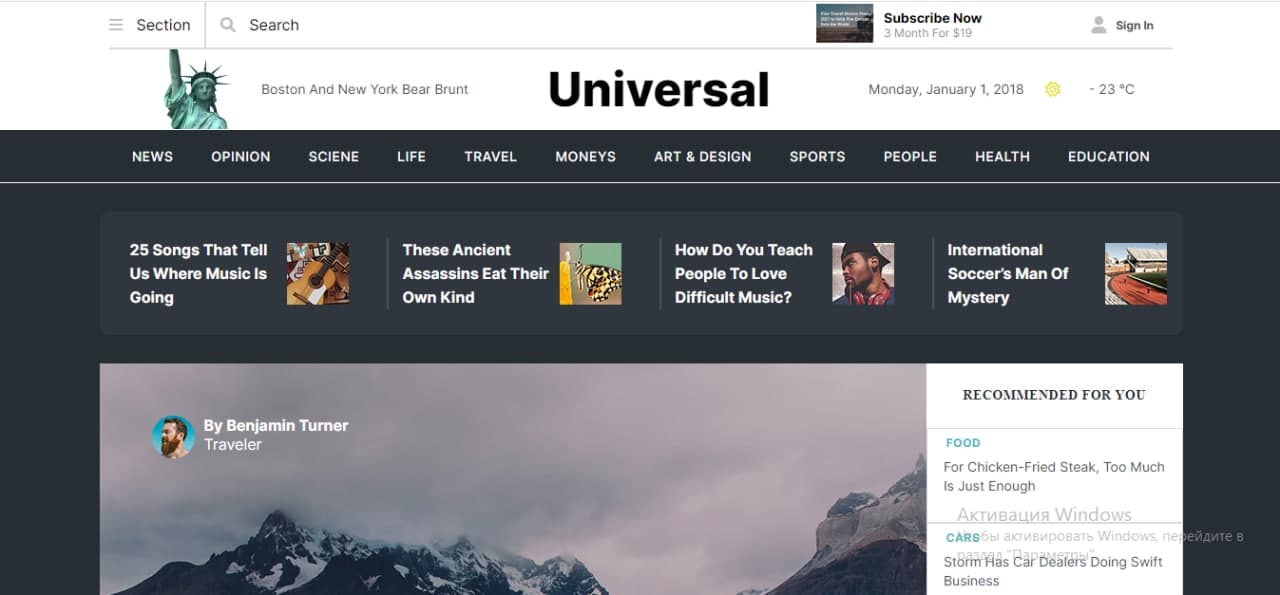 Section
Search
Subscribe Now
3 Month For $19
Sign In
Boston And New York Bear Brunt
Universal
Monday, January 1, 2018
- 23 °C
NEWS
OPINION
SCIENE
LIFE
TRAVEL
MONEYS
ART & DESIGN
SPORTS
PEOPLE
HEALTH
EDUCATION
25 Songs That Tell
Us Where Music Is
Going
These Ancient
Assassins Eat Their
Own Kind
How Do You Teach
People To Love
Difficult Music?
International
Soccer’s Man Of
Mystery
By Benjamin Turner
Traveler
RECOMMENDED FOR YOU
FOOD
For Chicken-Fried Steak, Too Much
Is Just Enough
Активация Windows
CARS
Чтобы активировать Windows, перейдите в
раздел "Параметры".
Storm Has Car Dealers Doing Swift
Business